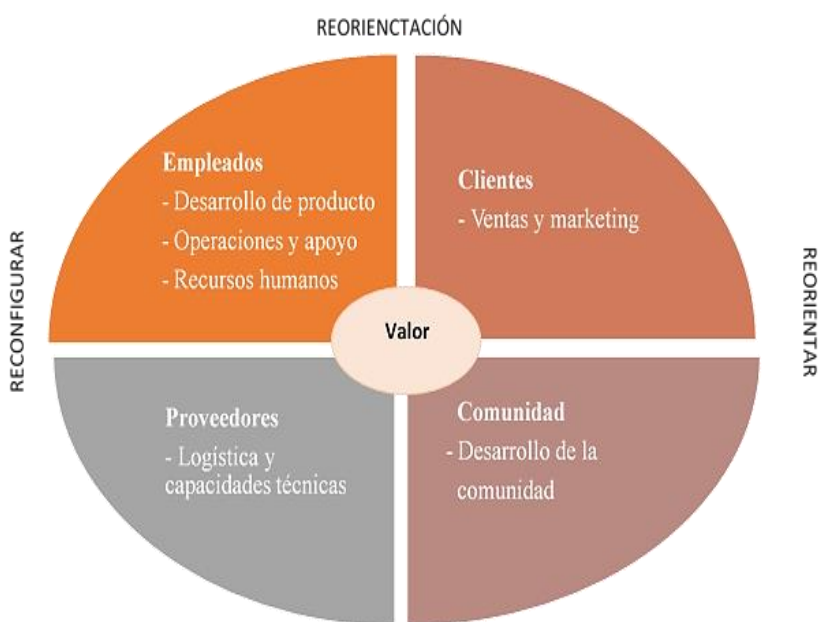 REORIENCTACIÓN
RECONFIGURAR
Empleados
- Desarrollo de producto
- Operaciones y apoyo
- Recursos humanos
Clientes
- Ventas y marketing
REORIENTAR
Valor
Proveedores
- Logística y
capacidades técnicas
Comunidad
- Desarrollo de la
comunidad